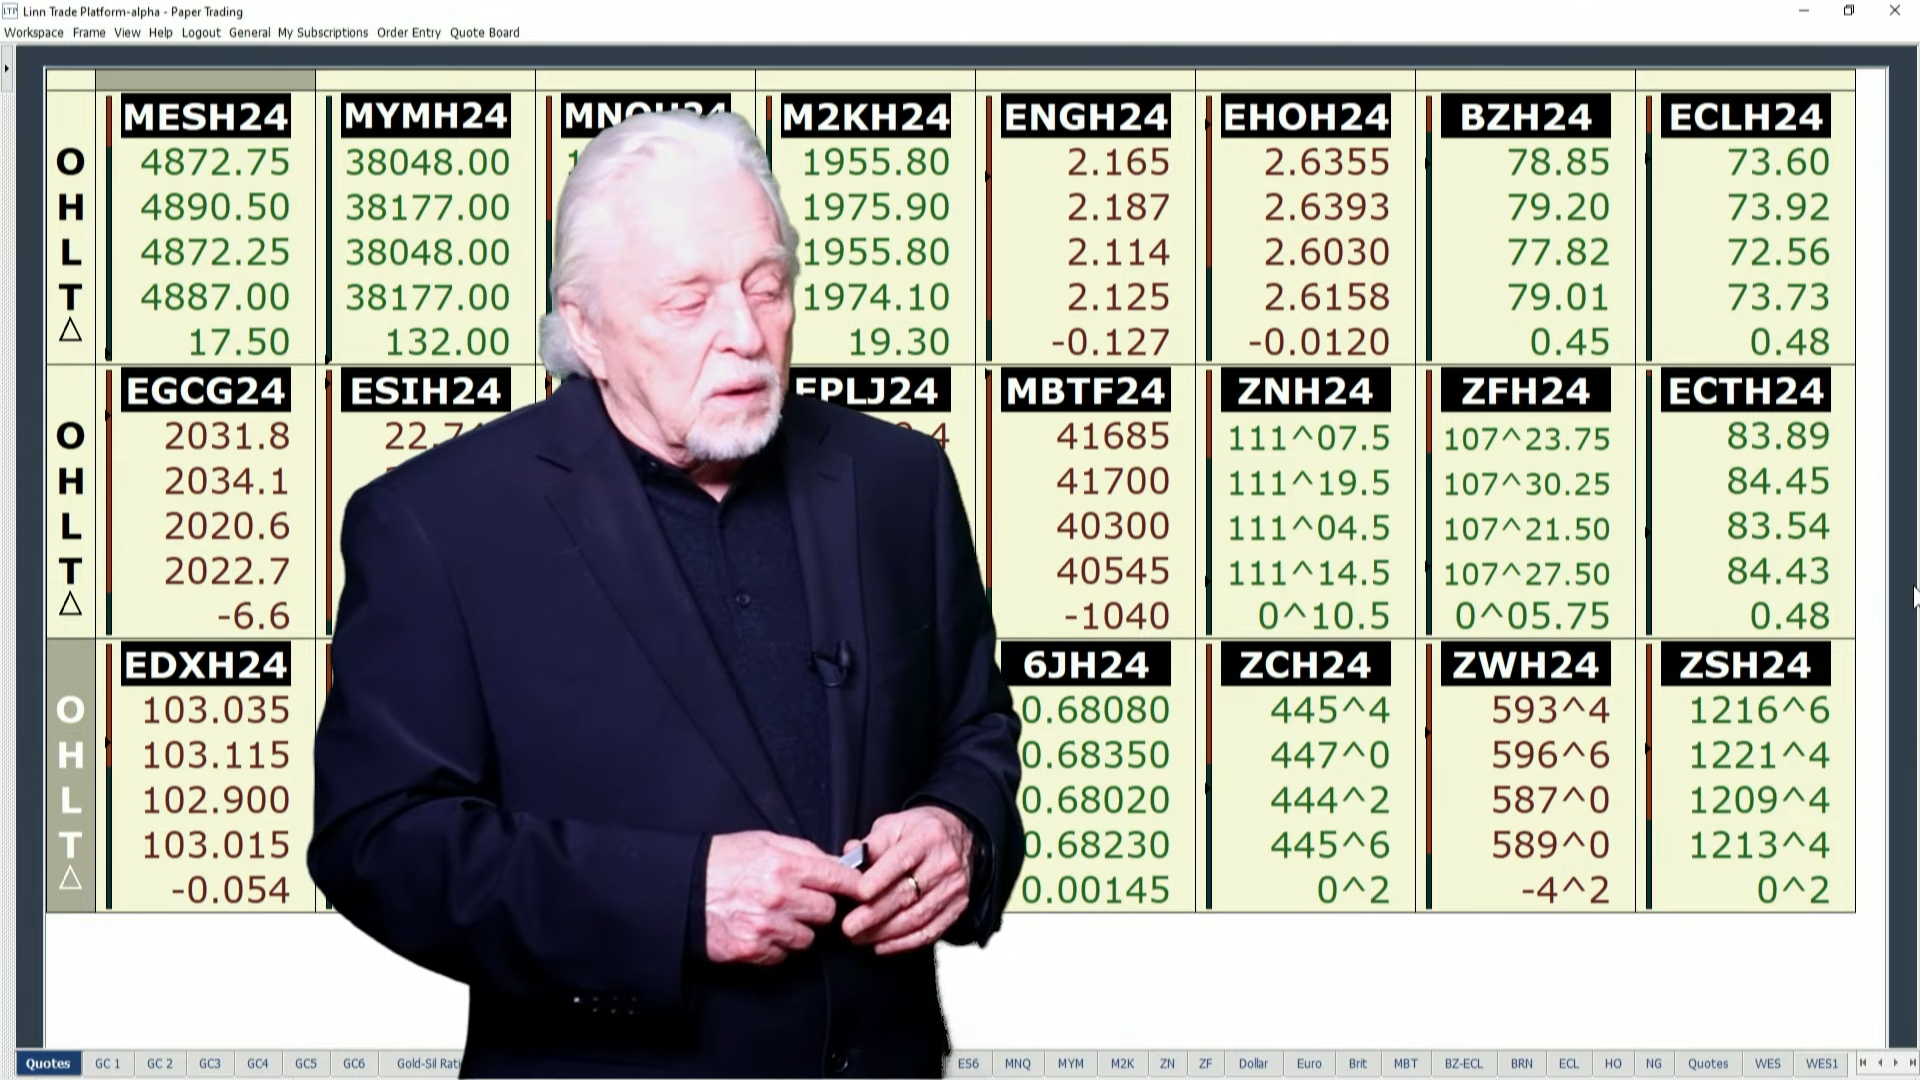 LTP Linn Trade Platform-alpha - Paper Trading
Workspace Frame View Help Logout General My Subscriptions Order Entry Quote Board
MESH24 MYMH24 M2KH24 ENGH24 EHOH24 BZH24 ECLH24
O 4872.75 38048.00 1955.80 2.165 2.6355 78.85 73.60
H 4890.50 38177.00 1975.90 2.187 2.6393 79.20 73.92
L 4872.25 38048.00 1955.80 2.114 2.6030 77.82 72.56
T 4887.00 38177.00 1974.10 2.125 2.6158 79.01 73.73
△ 17.50 132.00 19.30 -0.127 -0.0120 0.45 0.48
EGCG24 ESIH24 EPLJ24 MBTF24 ZNH24 ZFH24 ECTH24
O 2031.8 41685 111^07.5 107^23.75 83.89
H 2034.1 41700 111^19.5 107^30.25 84.45
L 2020.6 40300 111^04.5 107^21.50 83.54
T 2022.7 40545 111^14.5 107^27.50 84.43
△ -6.6 -1040 0^10.5 0^05.75 0.48
EDXH24 6JH24 ZCH24 ZWH24 ZSH24
O 103.035 0.68080 445^4 593^4 1216^6
H 103.115 0.68350 447^0 596^6 1221^4
L 102.900 0.68020 444^2 587^0 1209^4
T 103.015 0.68230 445^6 589^0 1213^4
△ -0.054 0.00145 0^2 -4^2 0^2
Quotes GC 1 GC 2 GC3 GC4 GC5 GC6 Gold-Sil ES6 MNQ MYM M2K ZN ZF Dollar Euro Brit MBT BZ-ECL BRN ECL HO NG Quotes WES WES1